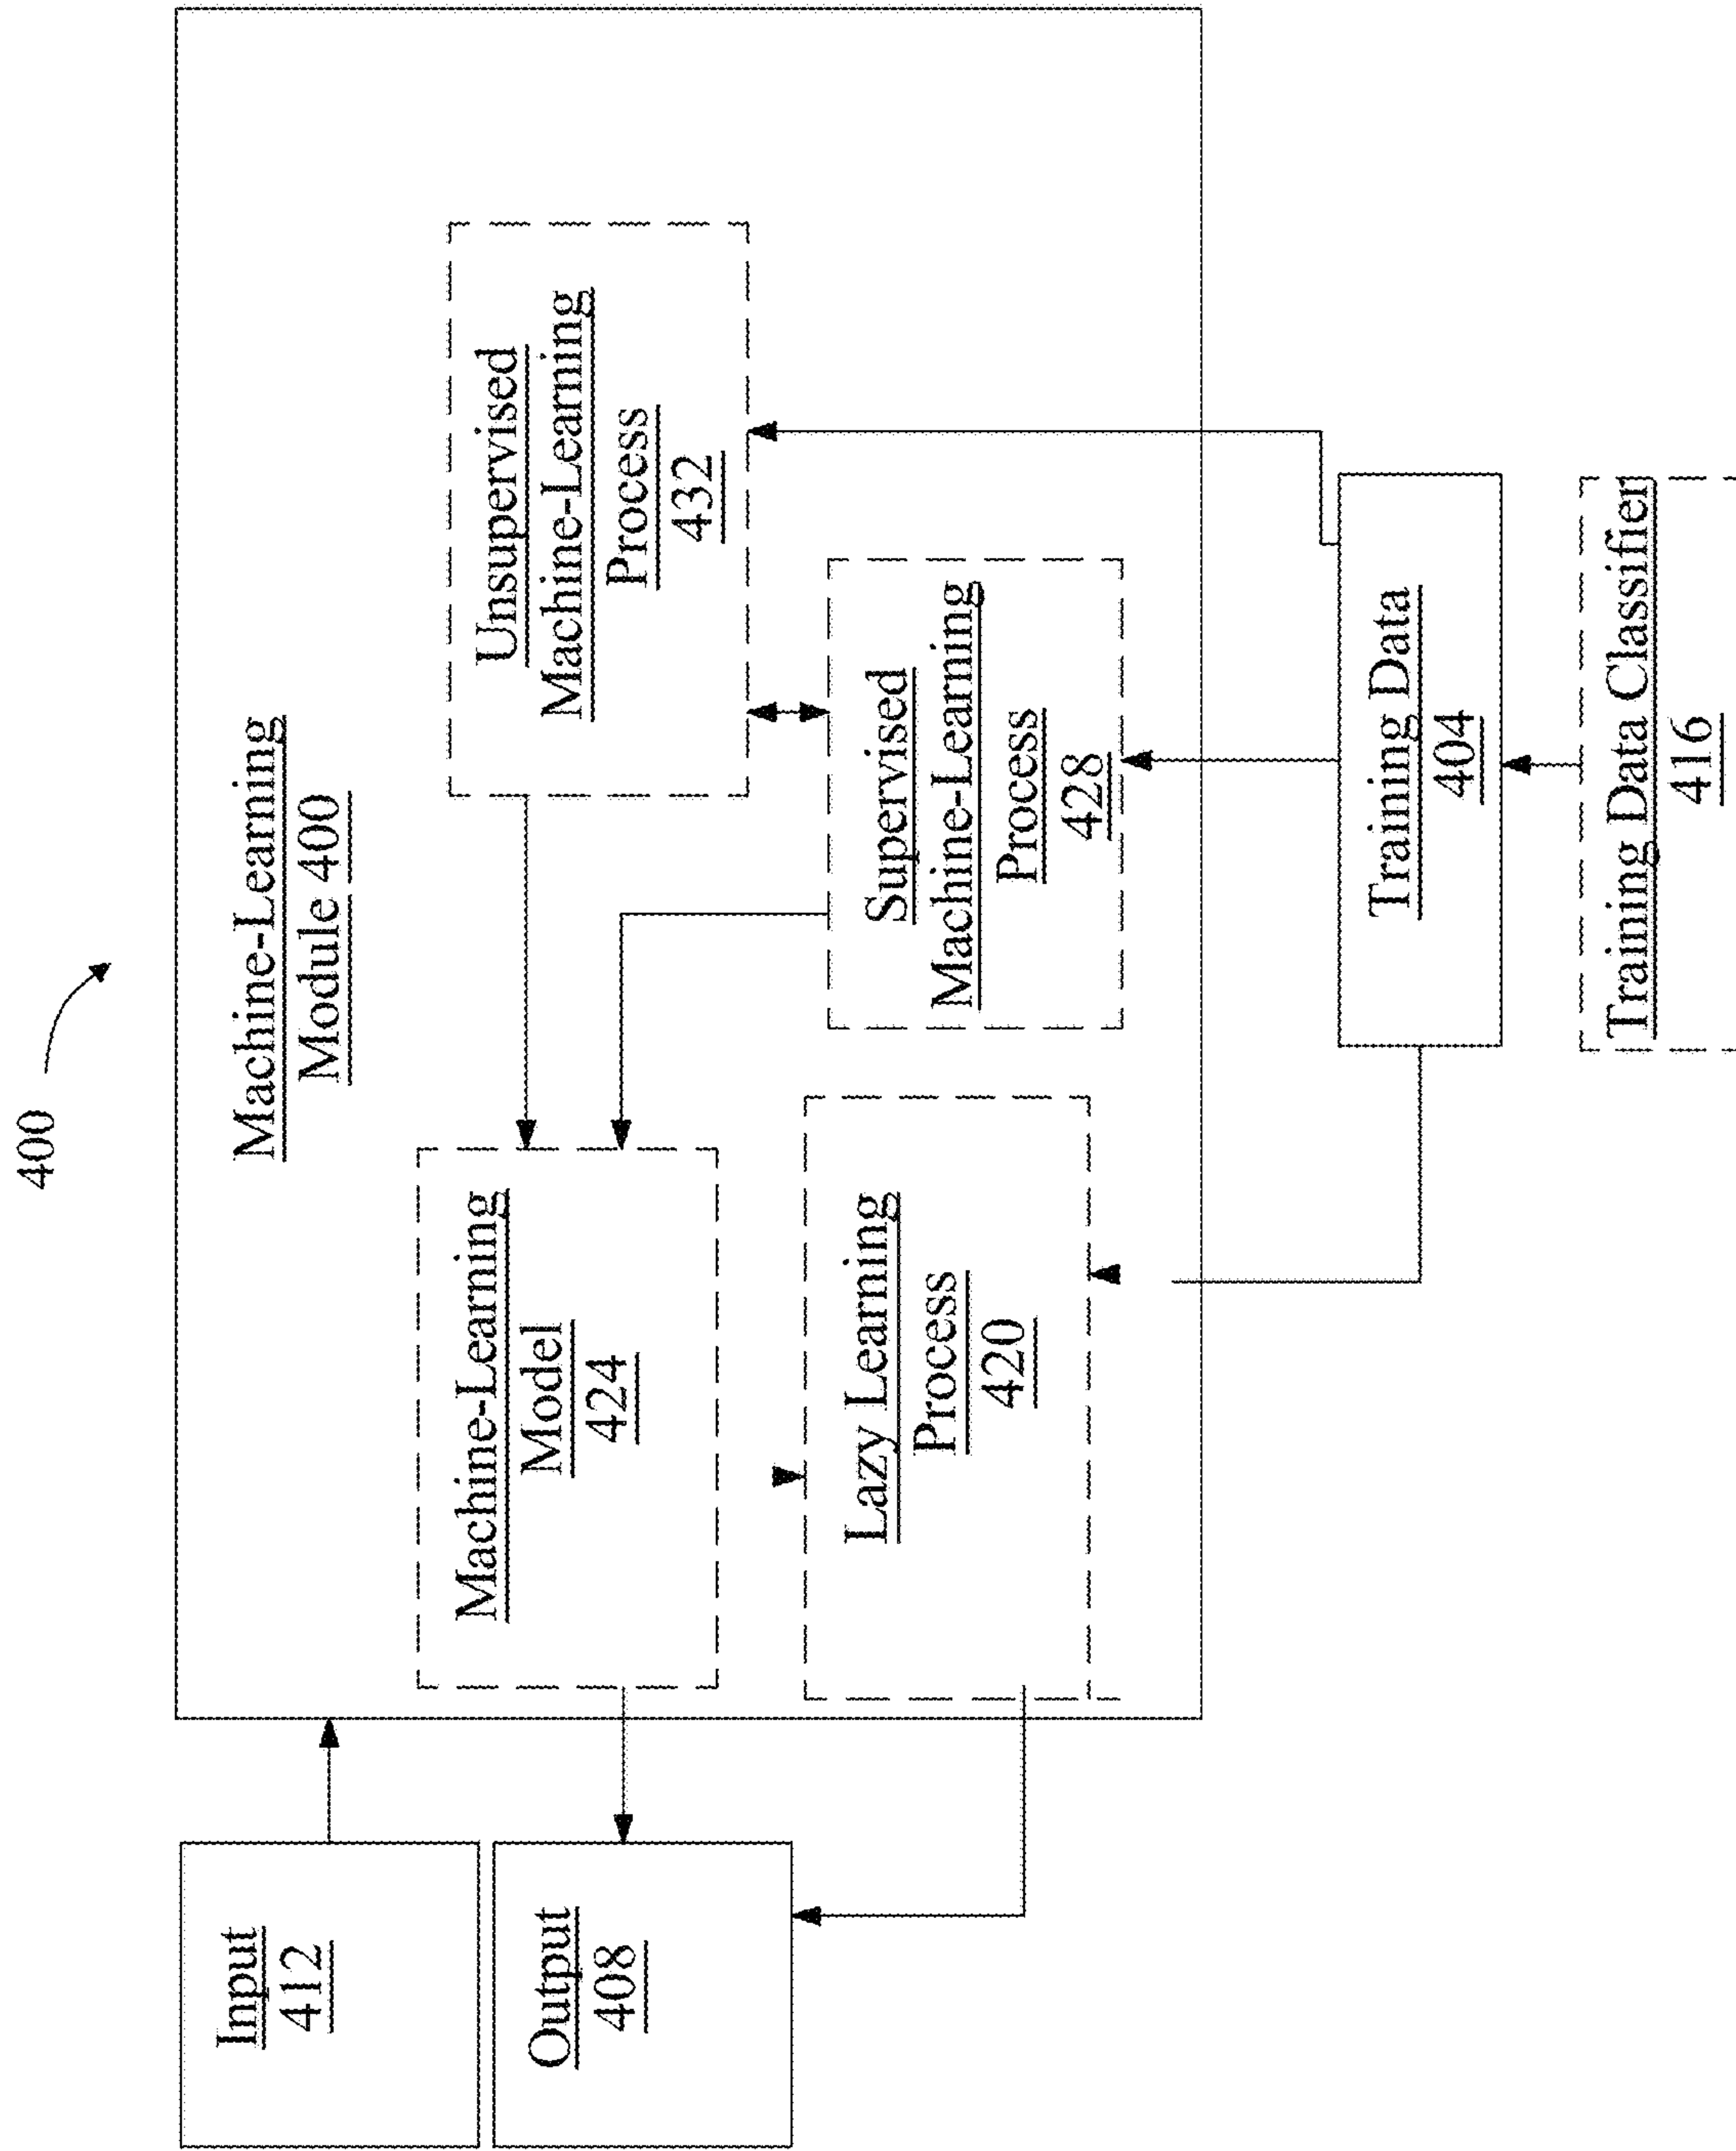 400
Machine-Learning
Module 400
Input
412
Output
408
Machine-Learning
Model
424
Unsupervised
Machine-Learning
Process
432
Lazy Learning
Process
420
Supervised
Machine-Learning
Process
428
Training Data
404
Training Data Classifier
416